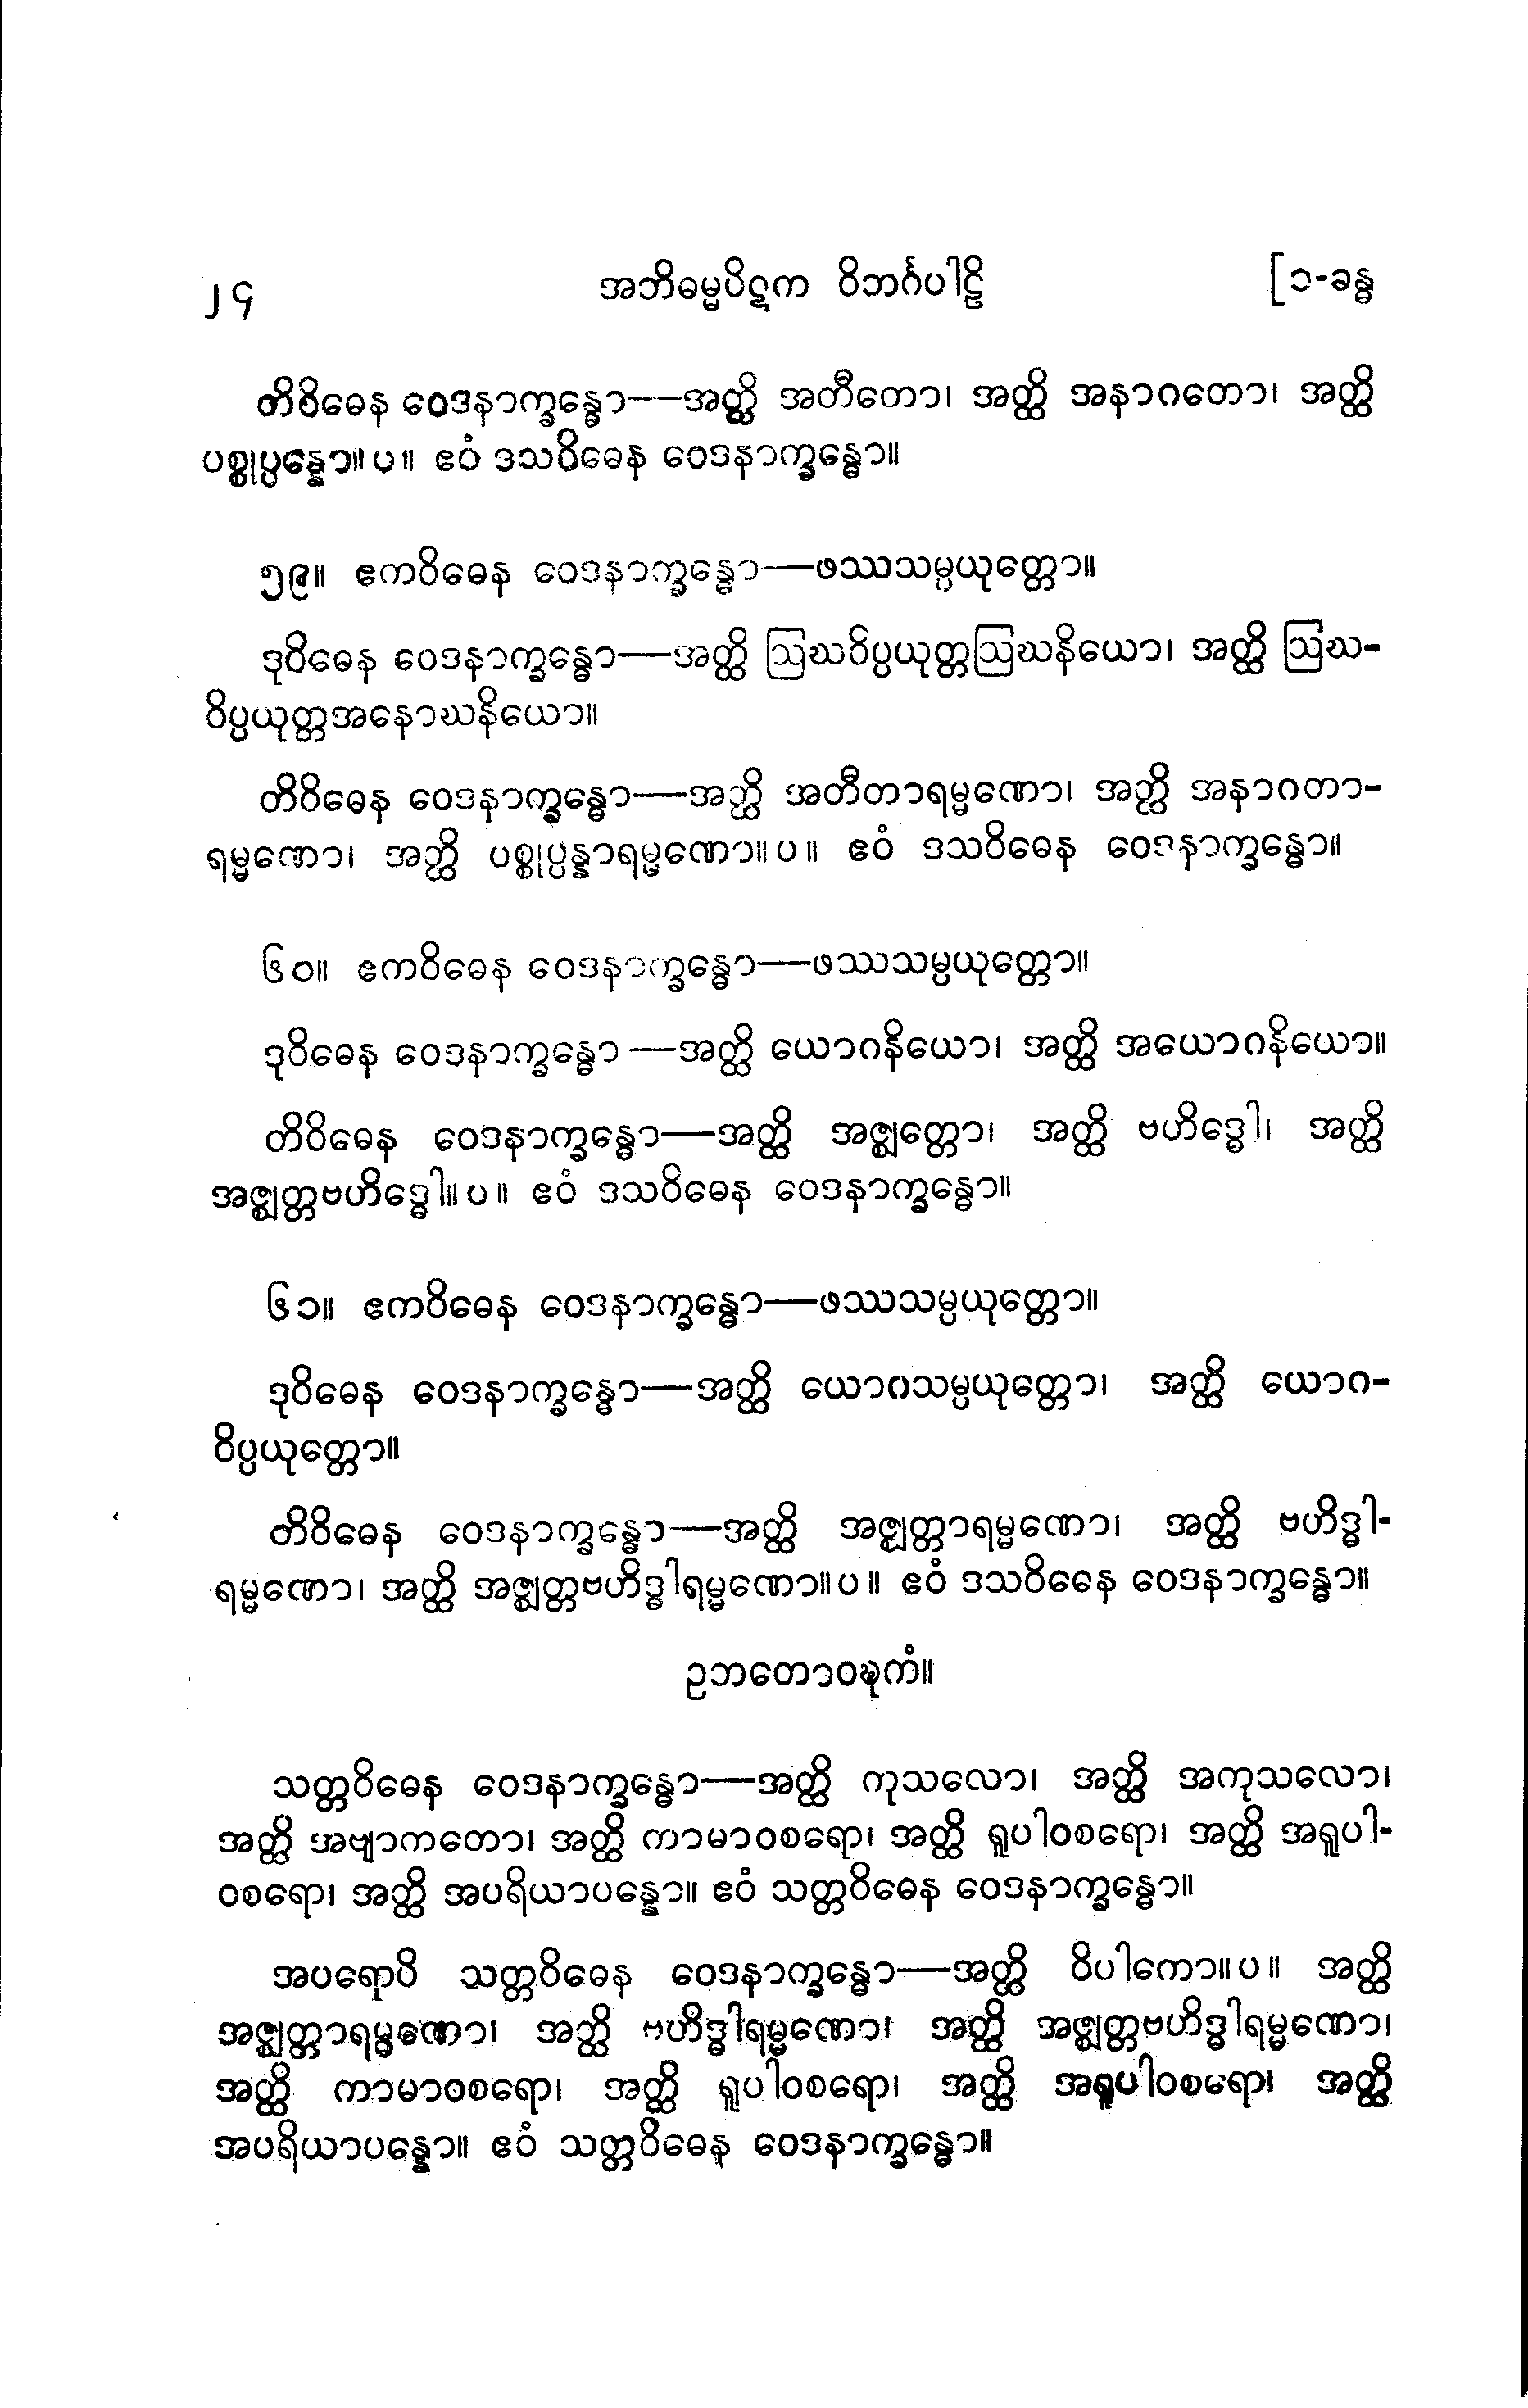 ၂၄ အဘိဓမ္မပိဋက ဝိဘင်္ဂပါဠိ [၁-ခန္ဓ
တိဝိဓေန ဝေဒနာက္ခန္ဓော——အတ္ထိ အတီတော၊ အတ္ထိ အနာဂတော၊ အတ္ထိ
ပစ္စုပ္ပန္နော။ ပ။ ဧဝံ ဒသဝိဓေန ဝေဒနာက္ခန္ဓော။
၅၉။ ဧကဝိဓေန ဝေဒနာက္ခန္ဓော—ဖဿသမ္ပယုတ္တော။
ဒုဝိဓေန ဝေဒနာက္ခန္ဓော—အတ္ထိ ဩဃဝိပ္ပယုတ္တဩဃနိယော၊ အတ္ထိ ဩဃ-
ဝိပ္ပယုတ္တအနောဃနိယော။
တိဝိဓေန ဝေဒနာက္ခန္ဓော—အတ္ထိ အတီတာရမ္မဏော၊ အတ္ထိ အနာဂတာ-
ရမ္မဏော၊ အတ္ထိ ပစ္စုပ္ပန္နာရမ္မဏော။ ပ။ ဧဝံ ဒသဝိဓေန ဝေဒနာက္ခန္ဓော။
၆၀။ ဧကဝိဓေန ဝေဒနာက္ခန္ဓော—ဖဿသမ္ပယုတ္တော။
ဒုဝိဓေန ဝေဒနာက္ခန္ဓော—အတ္ထိ ယောဂနိယော၊ အတ္ထိ အယောဂနိယော။
တိဝိဓေန ဝေဒနာက္ခန္ဓော—အတ္ထိ အဇ္ဈတ္တော၊ အတ္ထိ ဗဟိဒ္ဓေါ၊ အတ္ထိ
အဇ္ဈတ္တဗဟိဒ္ဓေါ။ ပ။ ဧဝံ ဒသဝိဓေန ဝေဒနာက္ခန္ဓော။
၆၁။ ဧကဝိဓေန ဝေဒနာက္ခန္ဓော—ဖဿသမ္ပယုတ္တော။
ဒုဝိဓေန ဝေဒနာက္ခန္ဓော—အတ္ထိ ယောဂသမ္ပယုတ္တော၊ အတ္ထိ ယောဂ-
ဝိပ္ပယုတ္တော။
တိဝိဓေန ဝေဒနာက္ခန္ဓော—အတ္ထိ အဇ္ဈတ္တာရမ္မဏော၊ အတ္ထိ ဗဟိဒ္ဓါ-
ရမ္မဏော၊ အတ္ထိ အဇ္ဈတ္တဗဟိဒ္ဓါရမ္မဏော။ ပ။ ဧဝံ ဒသဝိဓေန ဝေဒနာက္ခန္ဓော။
ဥဘတောဝဍ္ဎကံ။
သတ္တဝိဓေန ဝေဒနာက္ခန္ဓော—အတ္ထိ ကုသလော၊ အတ္ထိ အကုသလော၊
အတ္ထိ အဗျာကတော၊ အတ္ထိ ကာမာဝစရော၊ အတ္ထိ ရူပါဝစရော၊ အတ္ထိ အရူပါ-
ဝစရော၊ အတ္ထိ အပရိယာပန္နော။ ဧဝံ သတ္တဝိဓေန ဝေဒနာက္ခန္ဓော။
အပရောပိ သတ္တဝိဓေန ဝေဒနာက္ခန္ဓော—အတ္ထိ ဝိပါကော။ ပ။ အတ္ထိ
အဇ္ဈတ္တာရမ္မဏော၊ အတ္ထိ ဗဟိဒ္ဓါရမ္မဏော၊ အတ္ထိ အဇ္ဈတ္တဗဟိဒ္ဓါရမ္မဏော၊
အတ္ထိ ကာမာဝစရော၊ အတ္ထိ ရူပါဝစရော၊ အတ္ထိ အရူပါဝစရော၊ အတ္ထိ
အပရိယာပန္နော။ ဧဝံ သတ္တဝိဓေန ဝေဒနာက္ခန္ဓော။